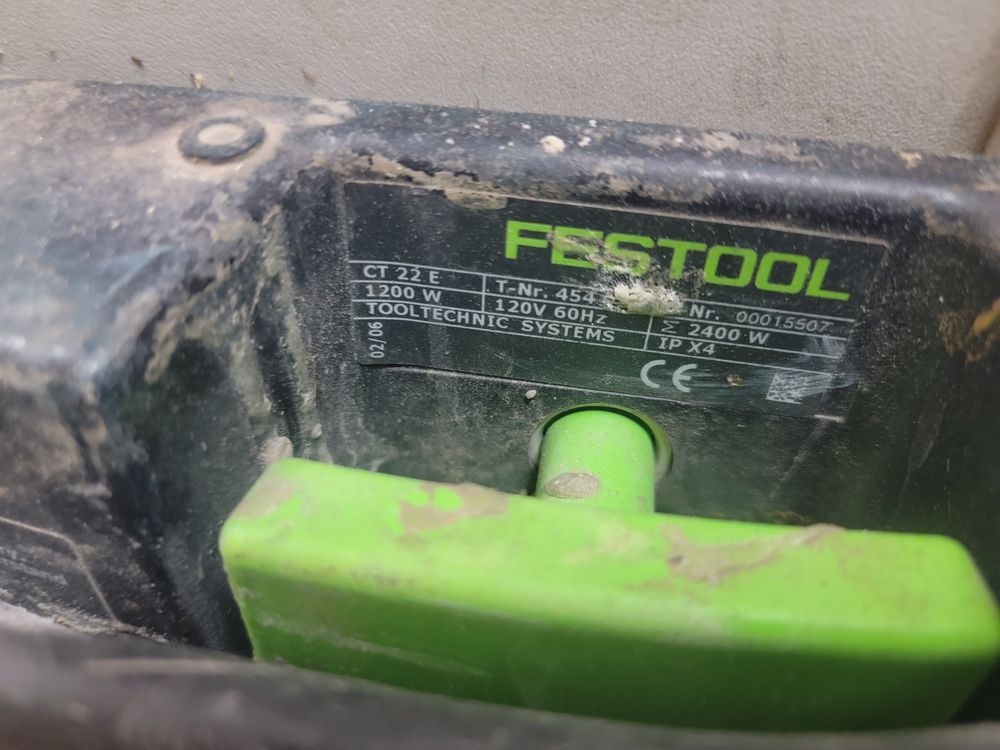 FESTOOL
CT 22 E T-Nr. 454 Nr. 00015507
1200 W 120V 60Hz Σ 2400 W
TOOLTECHNIC SYSTEMS IP X4
02/06 CE